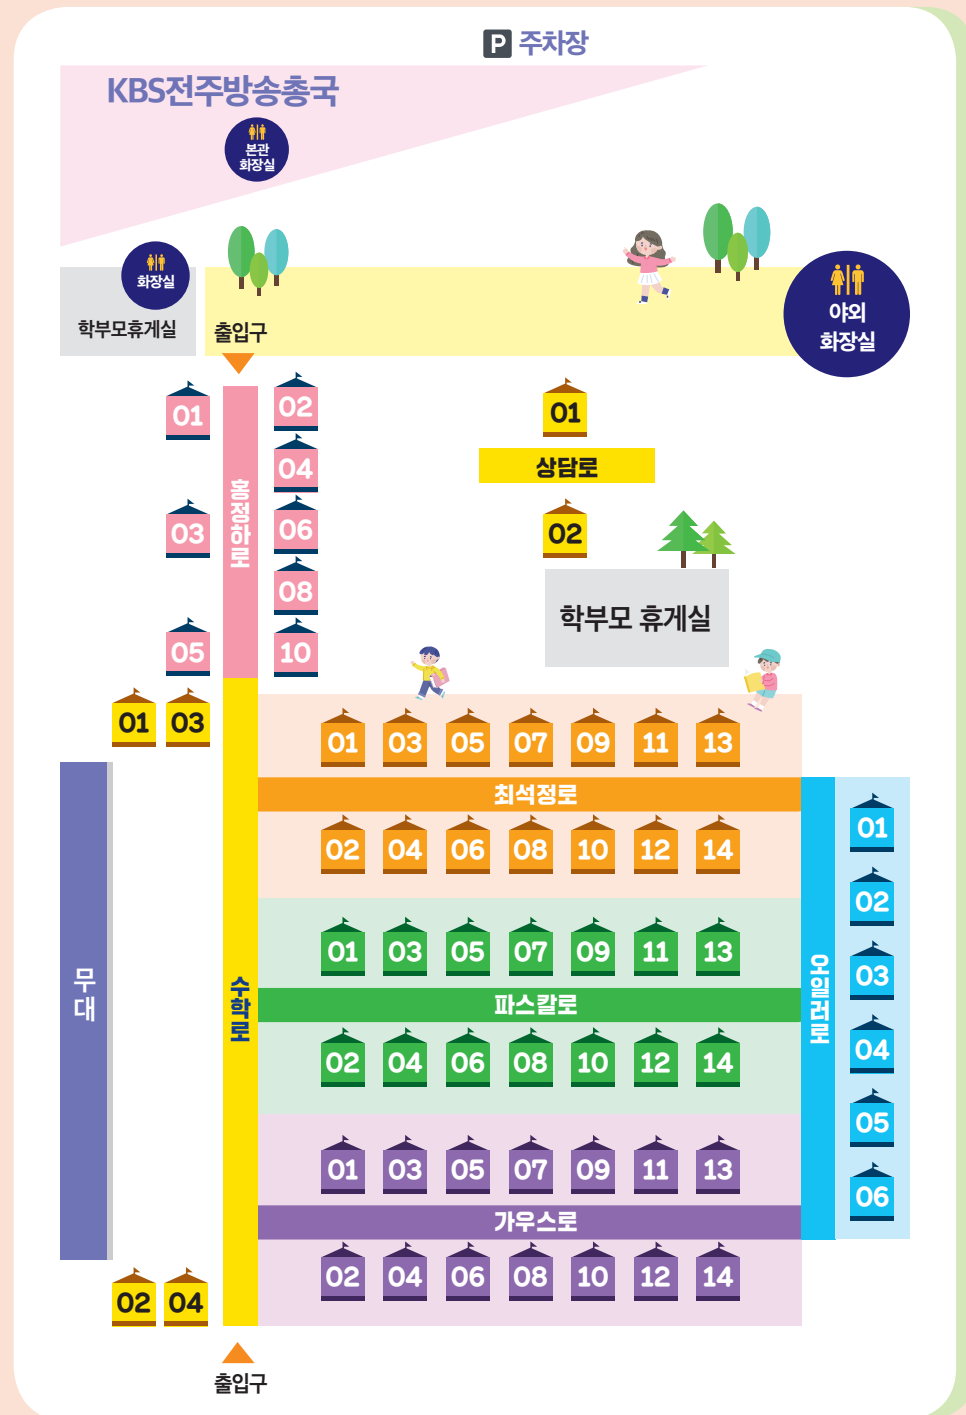 P 주차장
KBS전주방송총국
본관
화장실
화장실
학부모휴게실
출입구
야외
화장실
01
02
04
03
06
08
05
10
홍정하로
01
상담로
02
학부모 휴게실
01 03
01 03 05 07 09 11 13
최석정로
02 04 06 08 10 12 14
01 03 05 07 09 11 13
파스칼로
02 04 06 08 10 12 14
01 03 05 07 09 11 13
가우스로
02 04 06 08 10 12 14
무대
수학로
오일러로
01
02
03
04
05
06
02 04
출입구